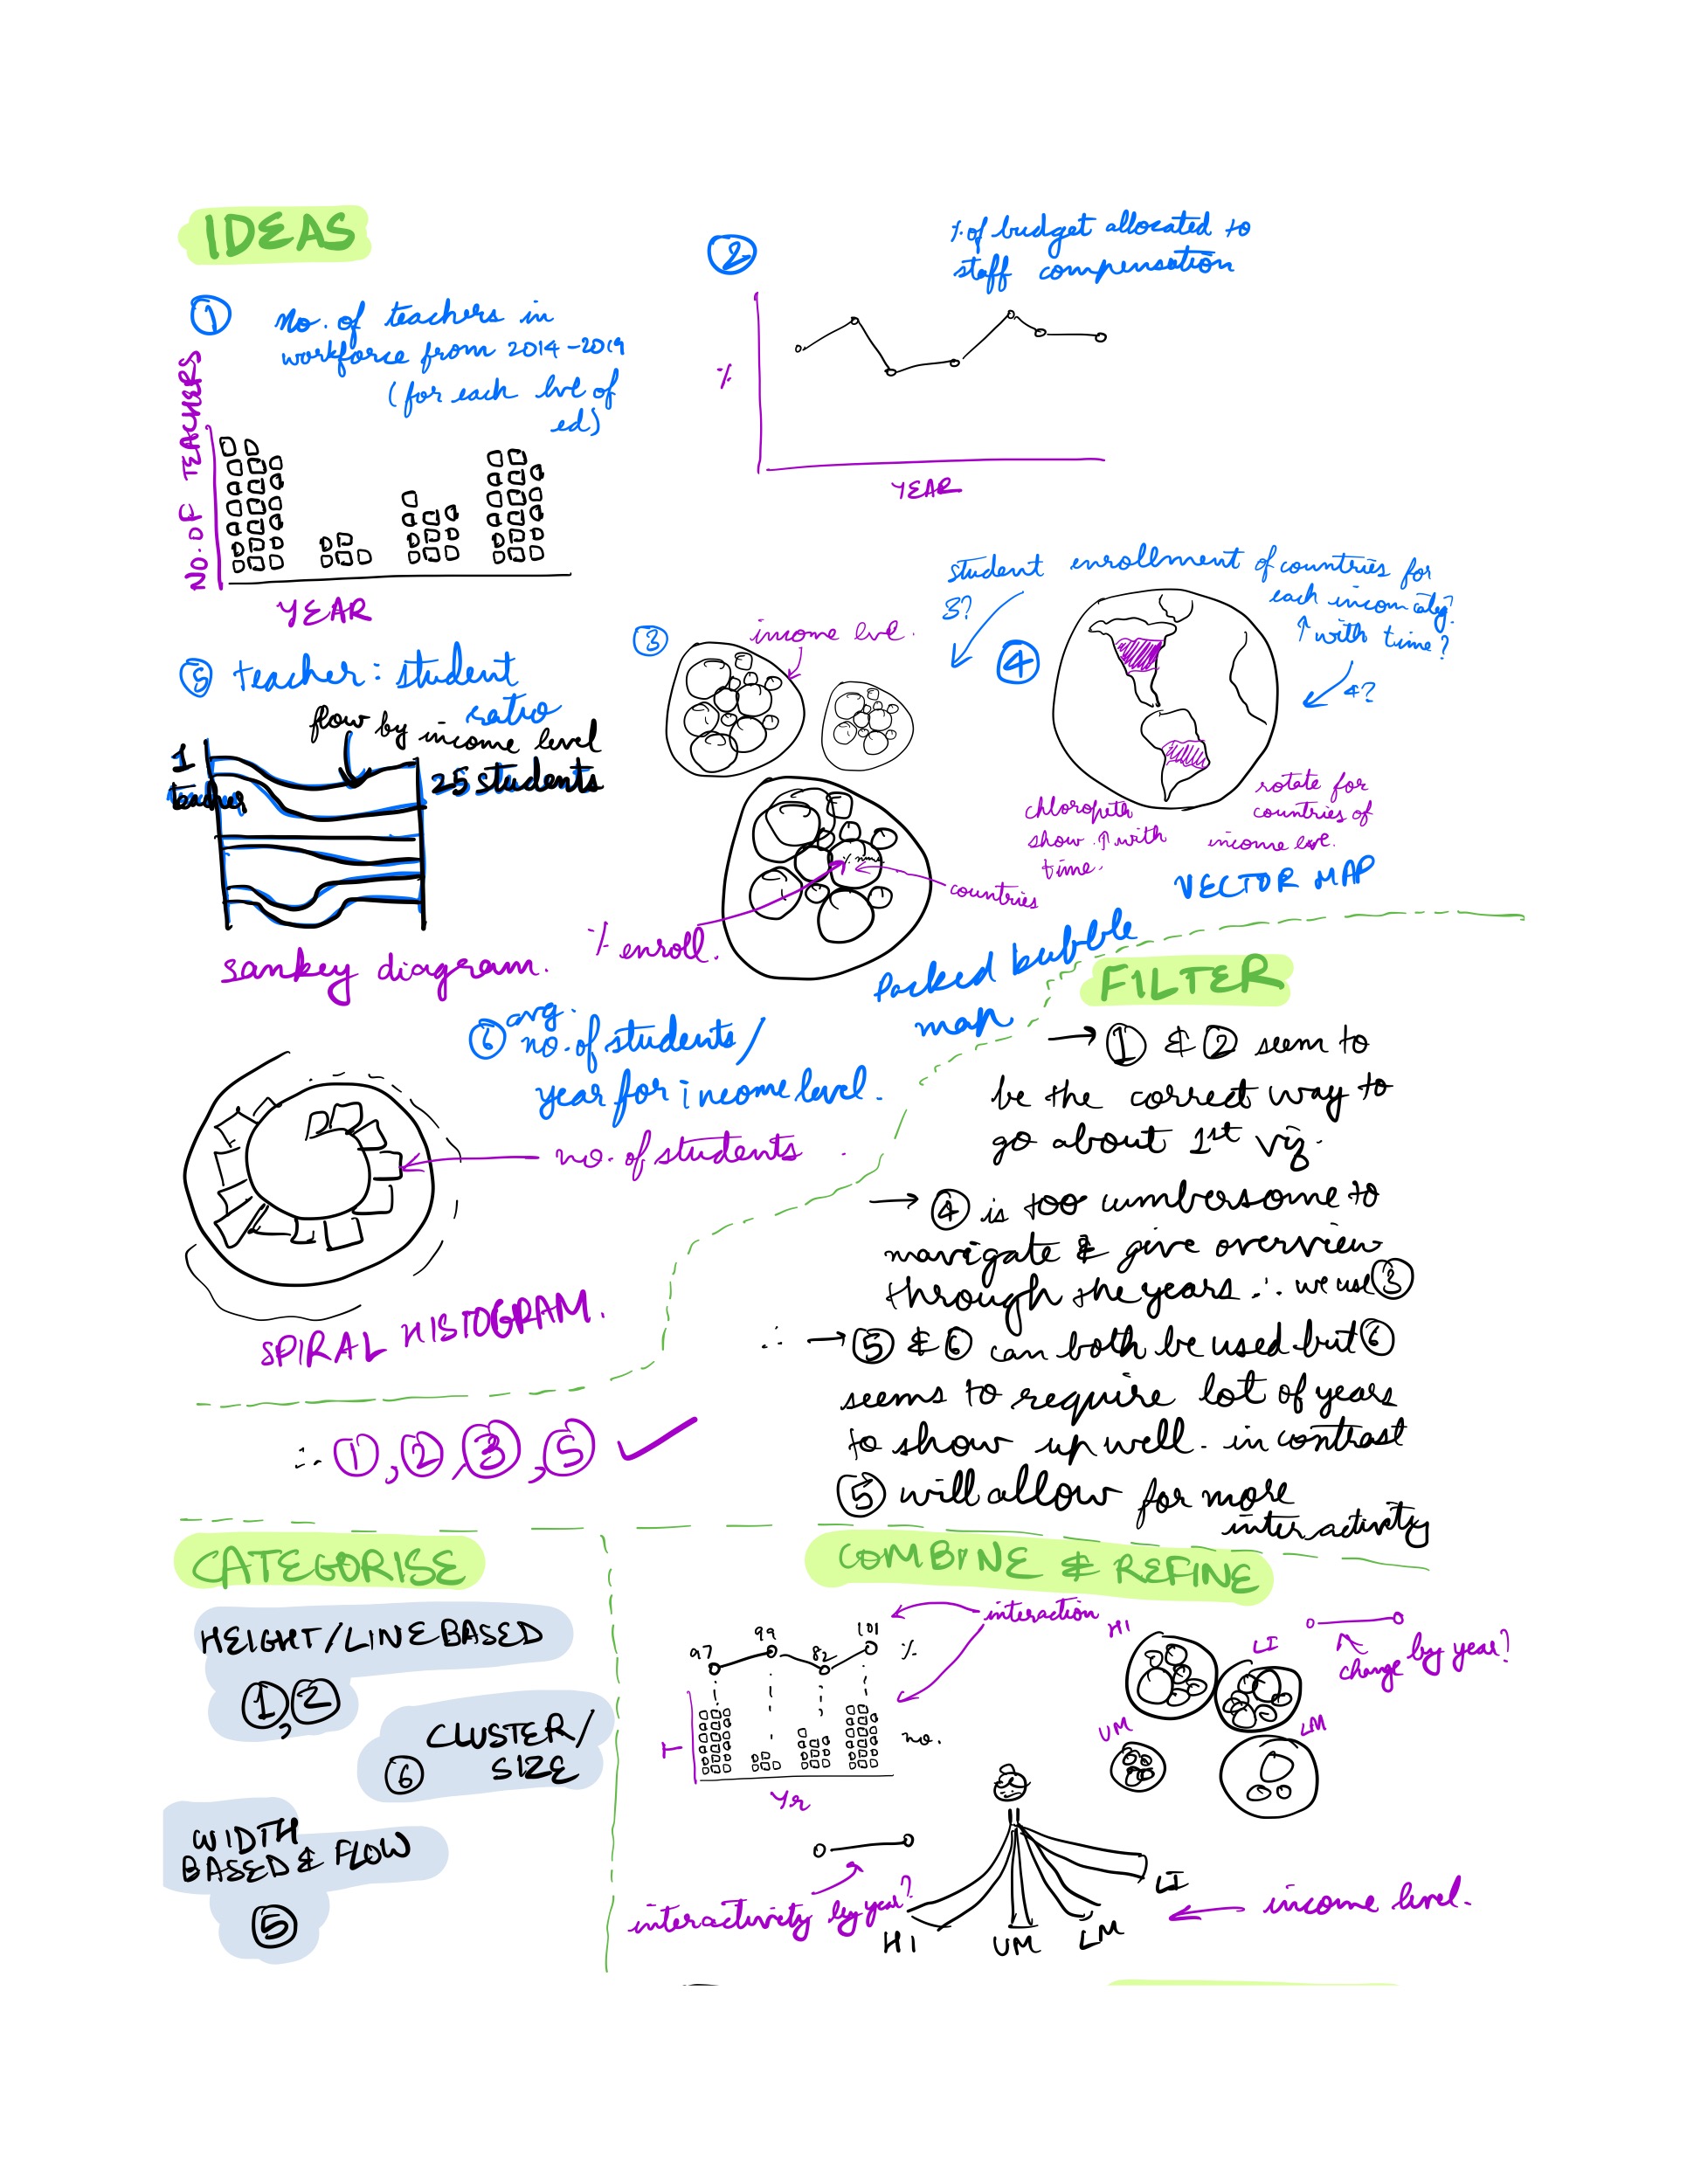 IDEAS
①
No. of teachers in
workforce from 2014-2019
(for each lvl of
ed)
NO. OF TEACHERS
YEAR
②
% of budget allocated to
staff compensation
%
YEAR
③
income lvl.
% enroll.
countries
Packed bubble
map
student enrollment of countries for
each incom categ?
↑ with time?
3?
4?
④
chloropeth
show ↑ with
time.
rotate for
countries of
income lvl.
VECTOR MAP
⑤ teacher : student
ratio
flow by income level
1
teacher
25 students
sankey diagram.
⑥ avg.
no. of students/
year for income level.
no. of students
SPIRAL HISTOGRAM.
FILTER
→ ① & ② seem to
be the correct way to
go about 1st viz.
→ ④ is too cumbersome to
navigate & give overview
through the years ∴ we use ③
∴ → ⑤ & ⑥ can both be used but ⑥
seems to require lot of years
to show up well. in contrast
⑤ will allow for more
interactivity
∴ ①, ②, ③, ⑤ ✓
CATEGORISE
HEIGHT/LINE BASED
①, ②
CLUSTER/
⑥ SIZE
WIDTH
BASED & FLOW
⑤
COMBINE & REFINE
interaction
97 99 82 101 %
T
no.
Yr
HI
LI
UM
LM
change by year?
interactivity by year?
HI UM LM LI
income level.